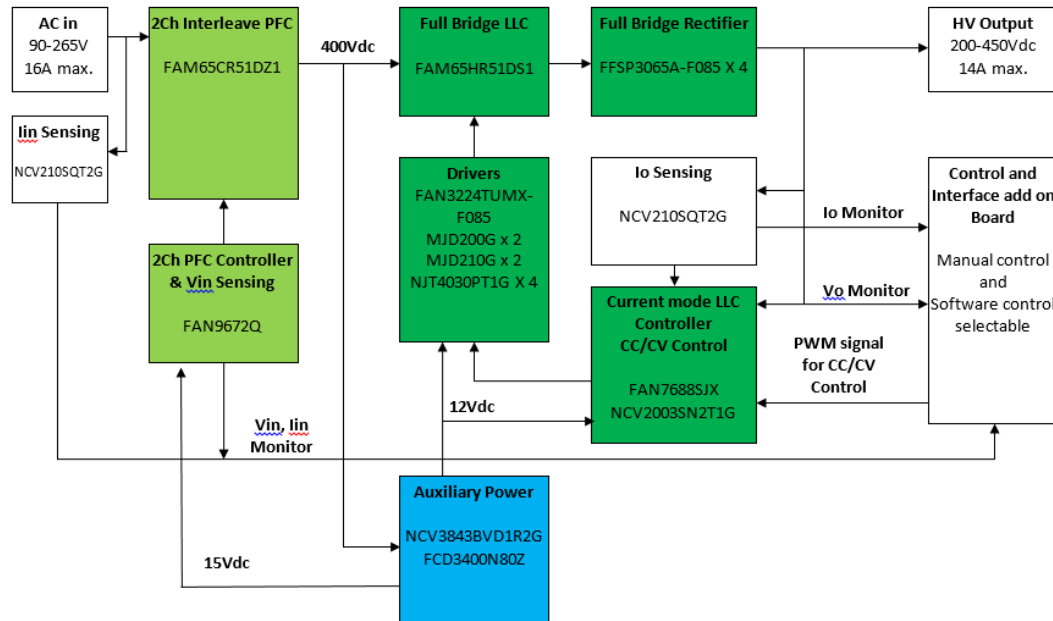 AC in
90-265V
16A max.
2Ch Interleave PFC
FAM65CR51DZ1
400Vdc
Full Bridge LLC
FAM65HR51DS1
Full Bridge Rectifier
FFSP3065A-F085 X 4
HV Output
200-450Vdc
14A max.
Iin Sensing
NCV210SQT2G
Drivers
FAN3224TUMX-
F085
MJD200G x 2
MJD210G x 2
NJT4030PT1G X 4
Io Sensing
NCV210SQT2G
Io Monitor
Control and
Interface add on
Board
Manual control
and
Software control
selectable
2Ch PFC Controller
& Vin Sensing
FAN9672Q
Current mode LLC
Controller
CC/CV Control
FAN7688SJX
NCV2003SN2T1G
Vo Monitor
PWM signal
for CC/CV
Control
12Vdc
Vin, Iin
Monitor
Auxiliary Power
NCV3843BVD1R2G
FCD3400N80Z
15Vdc